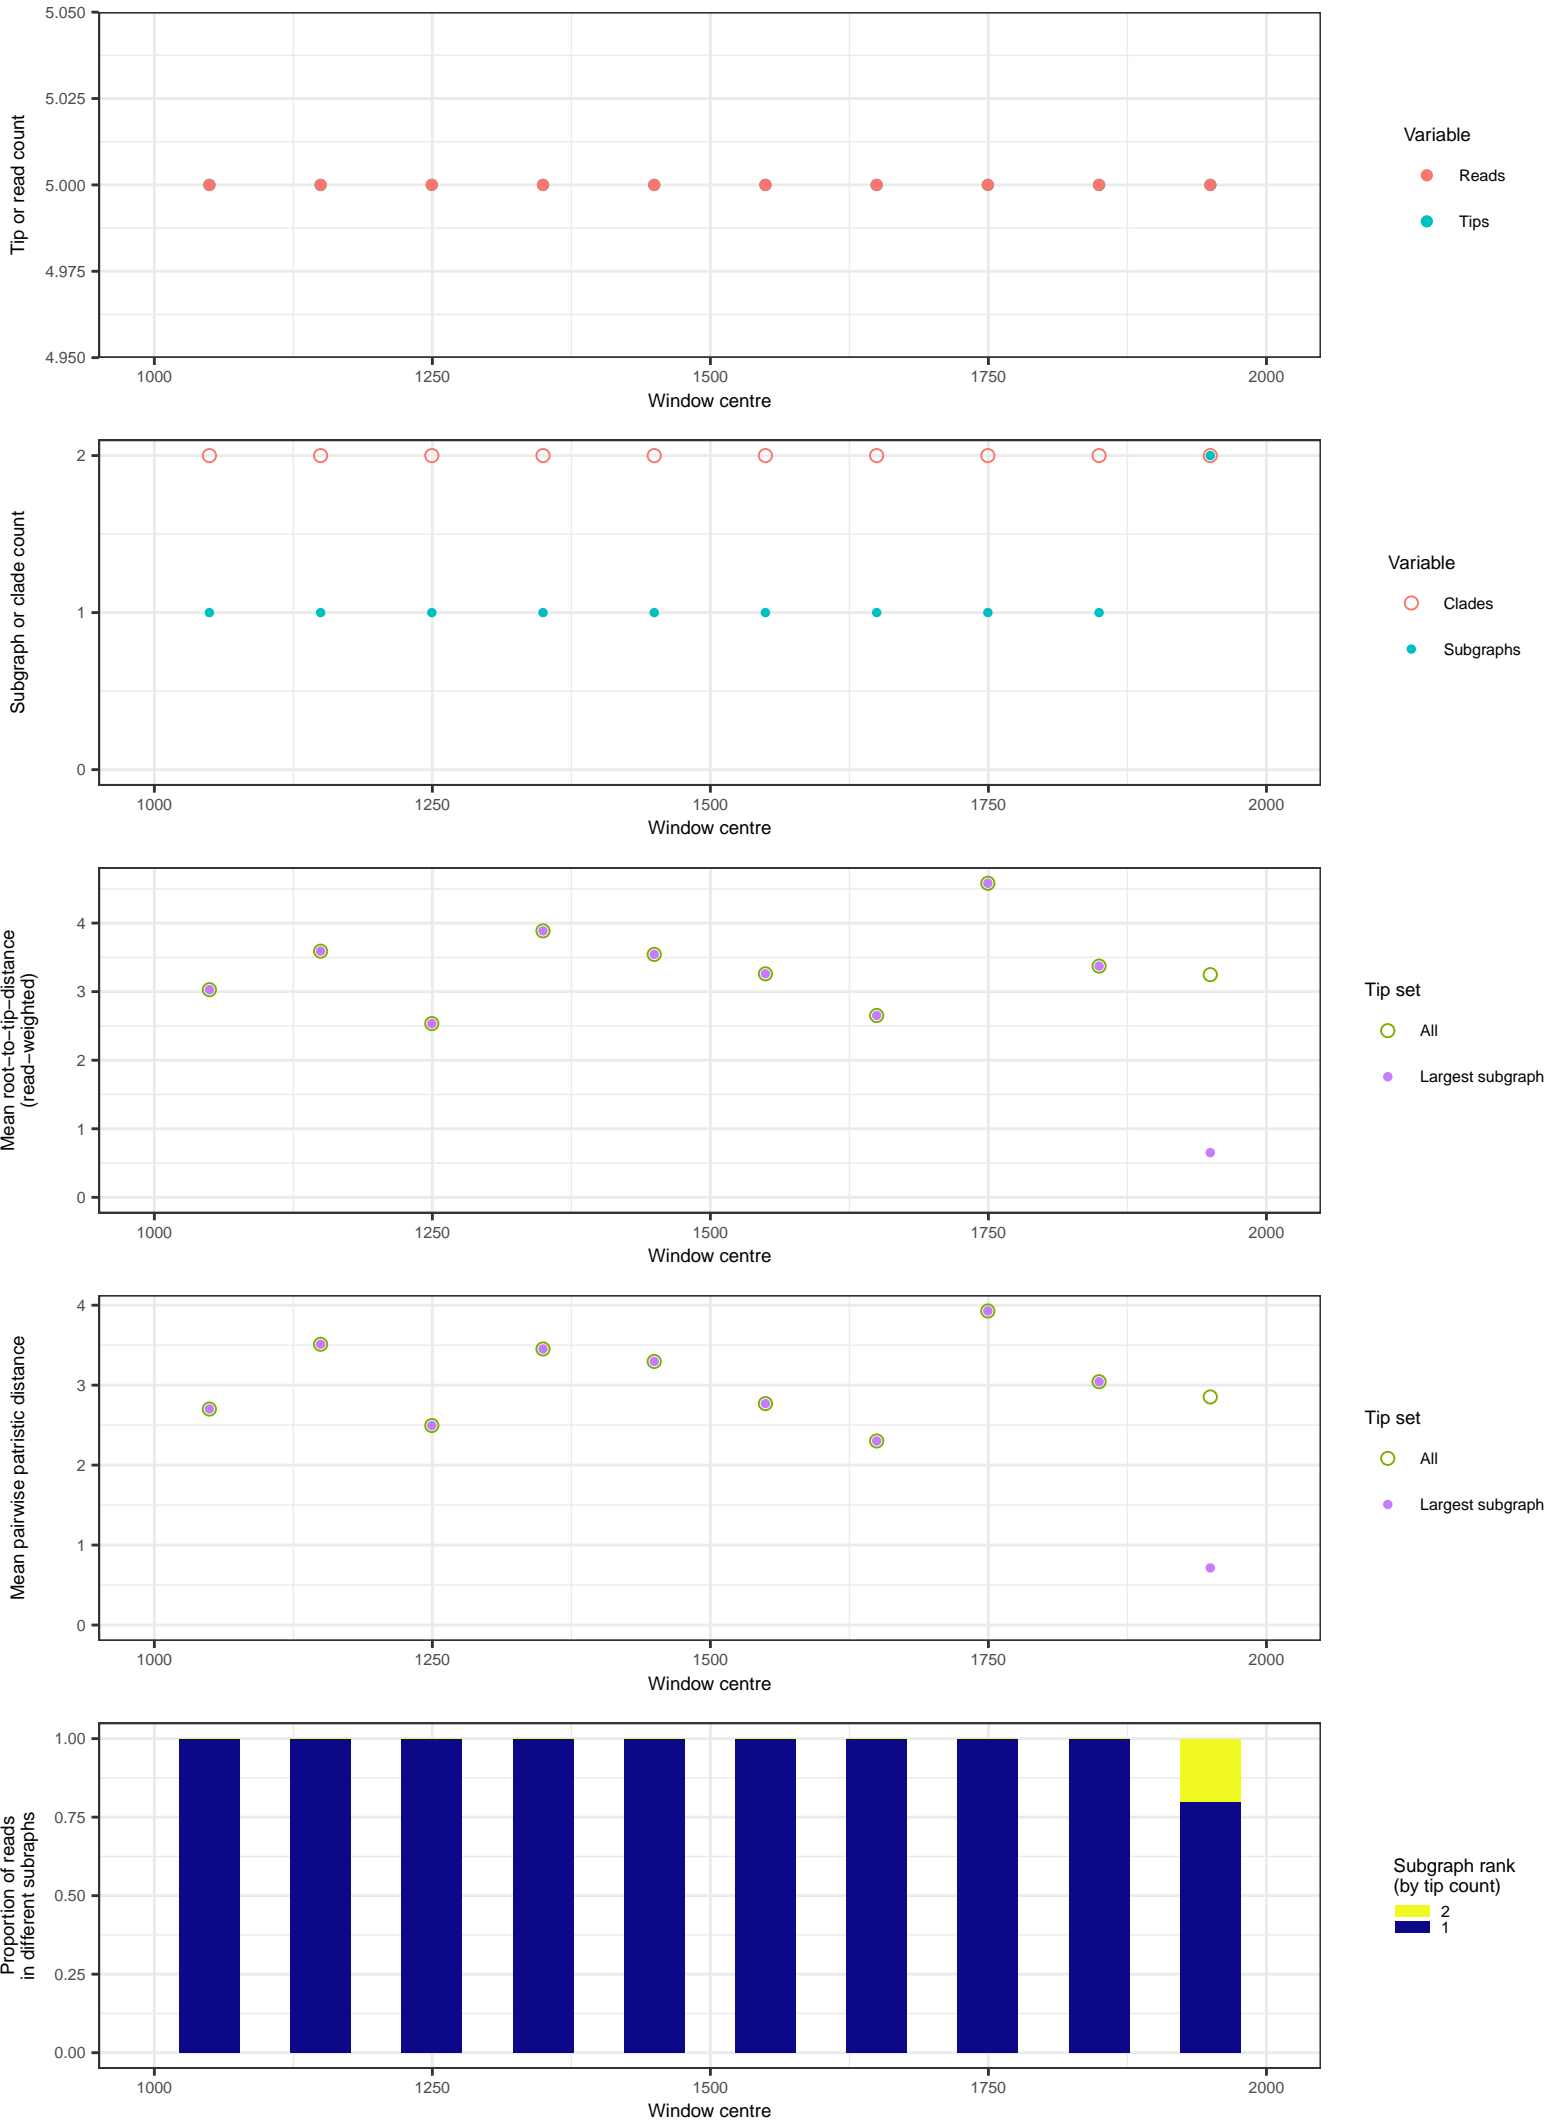 5.050
5.025
5.000
4.975
4.950
Tip or read count
1000 1250 1500 1750 2000
Window centre
Variable
Reads
Tips
2
1
0
Subgraph or clade count
1000 1250 1500 1750 2000
Window centre
Variable
Clades
Subgraphs
4
3
2
1
0
Mean root−to−tip−distance
(read−weighted)
1000 1250 1500 1750 2000
Window centre
Tip set
All
Largest subgraph
4
3
2
1
0
Mean pairwise patristic distance
1000 1250 1500 1750 2000
Window centre
Tip set
All
Largest subgraph
1.00
0.75
0.50
0.25
0.00
Proportion of reads
in different subraphs
1000 1250 1500 1750 2000
Window centre
Subgraph rank
(by tip count)
2
1